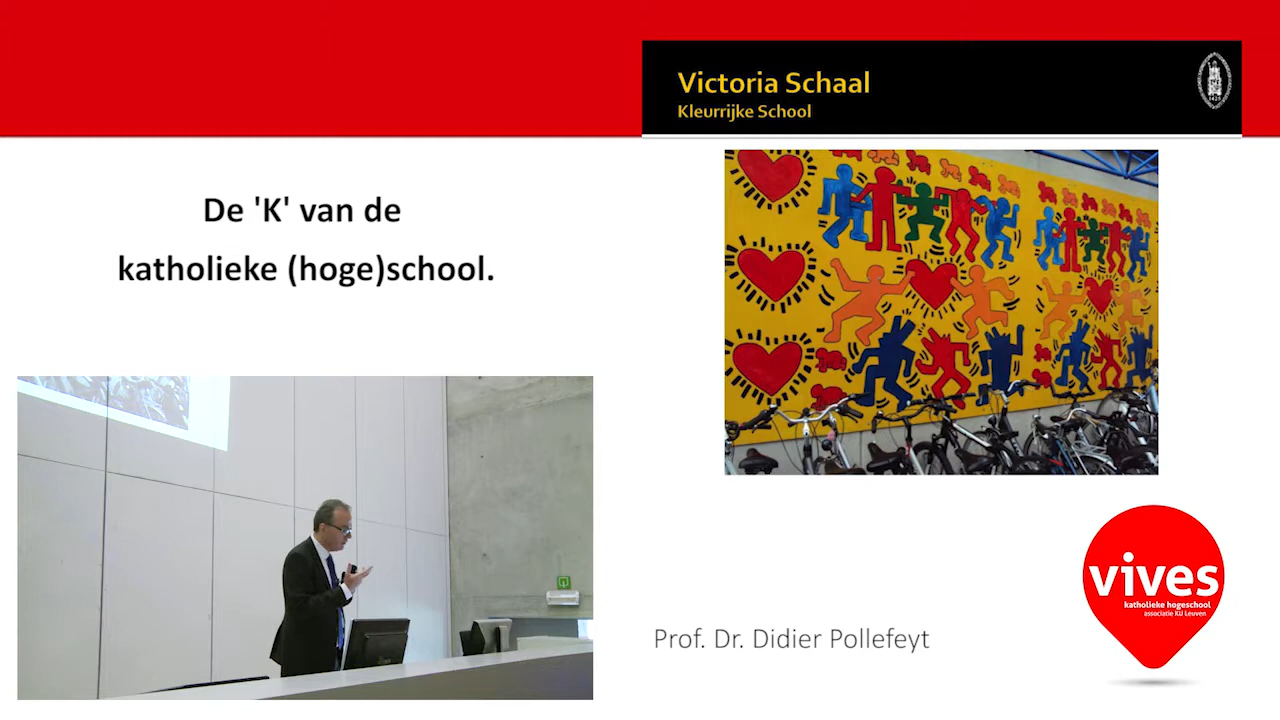 Victoria Schaal
Kleurrijke School
De 'K' van de
katholieke (hoge)school.
Prof. Dr. Didier Pollefeyt
vives
katholieke hogeschool
associatie KU Leuven
1425